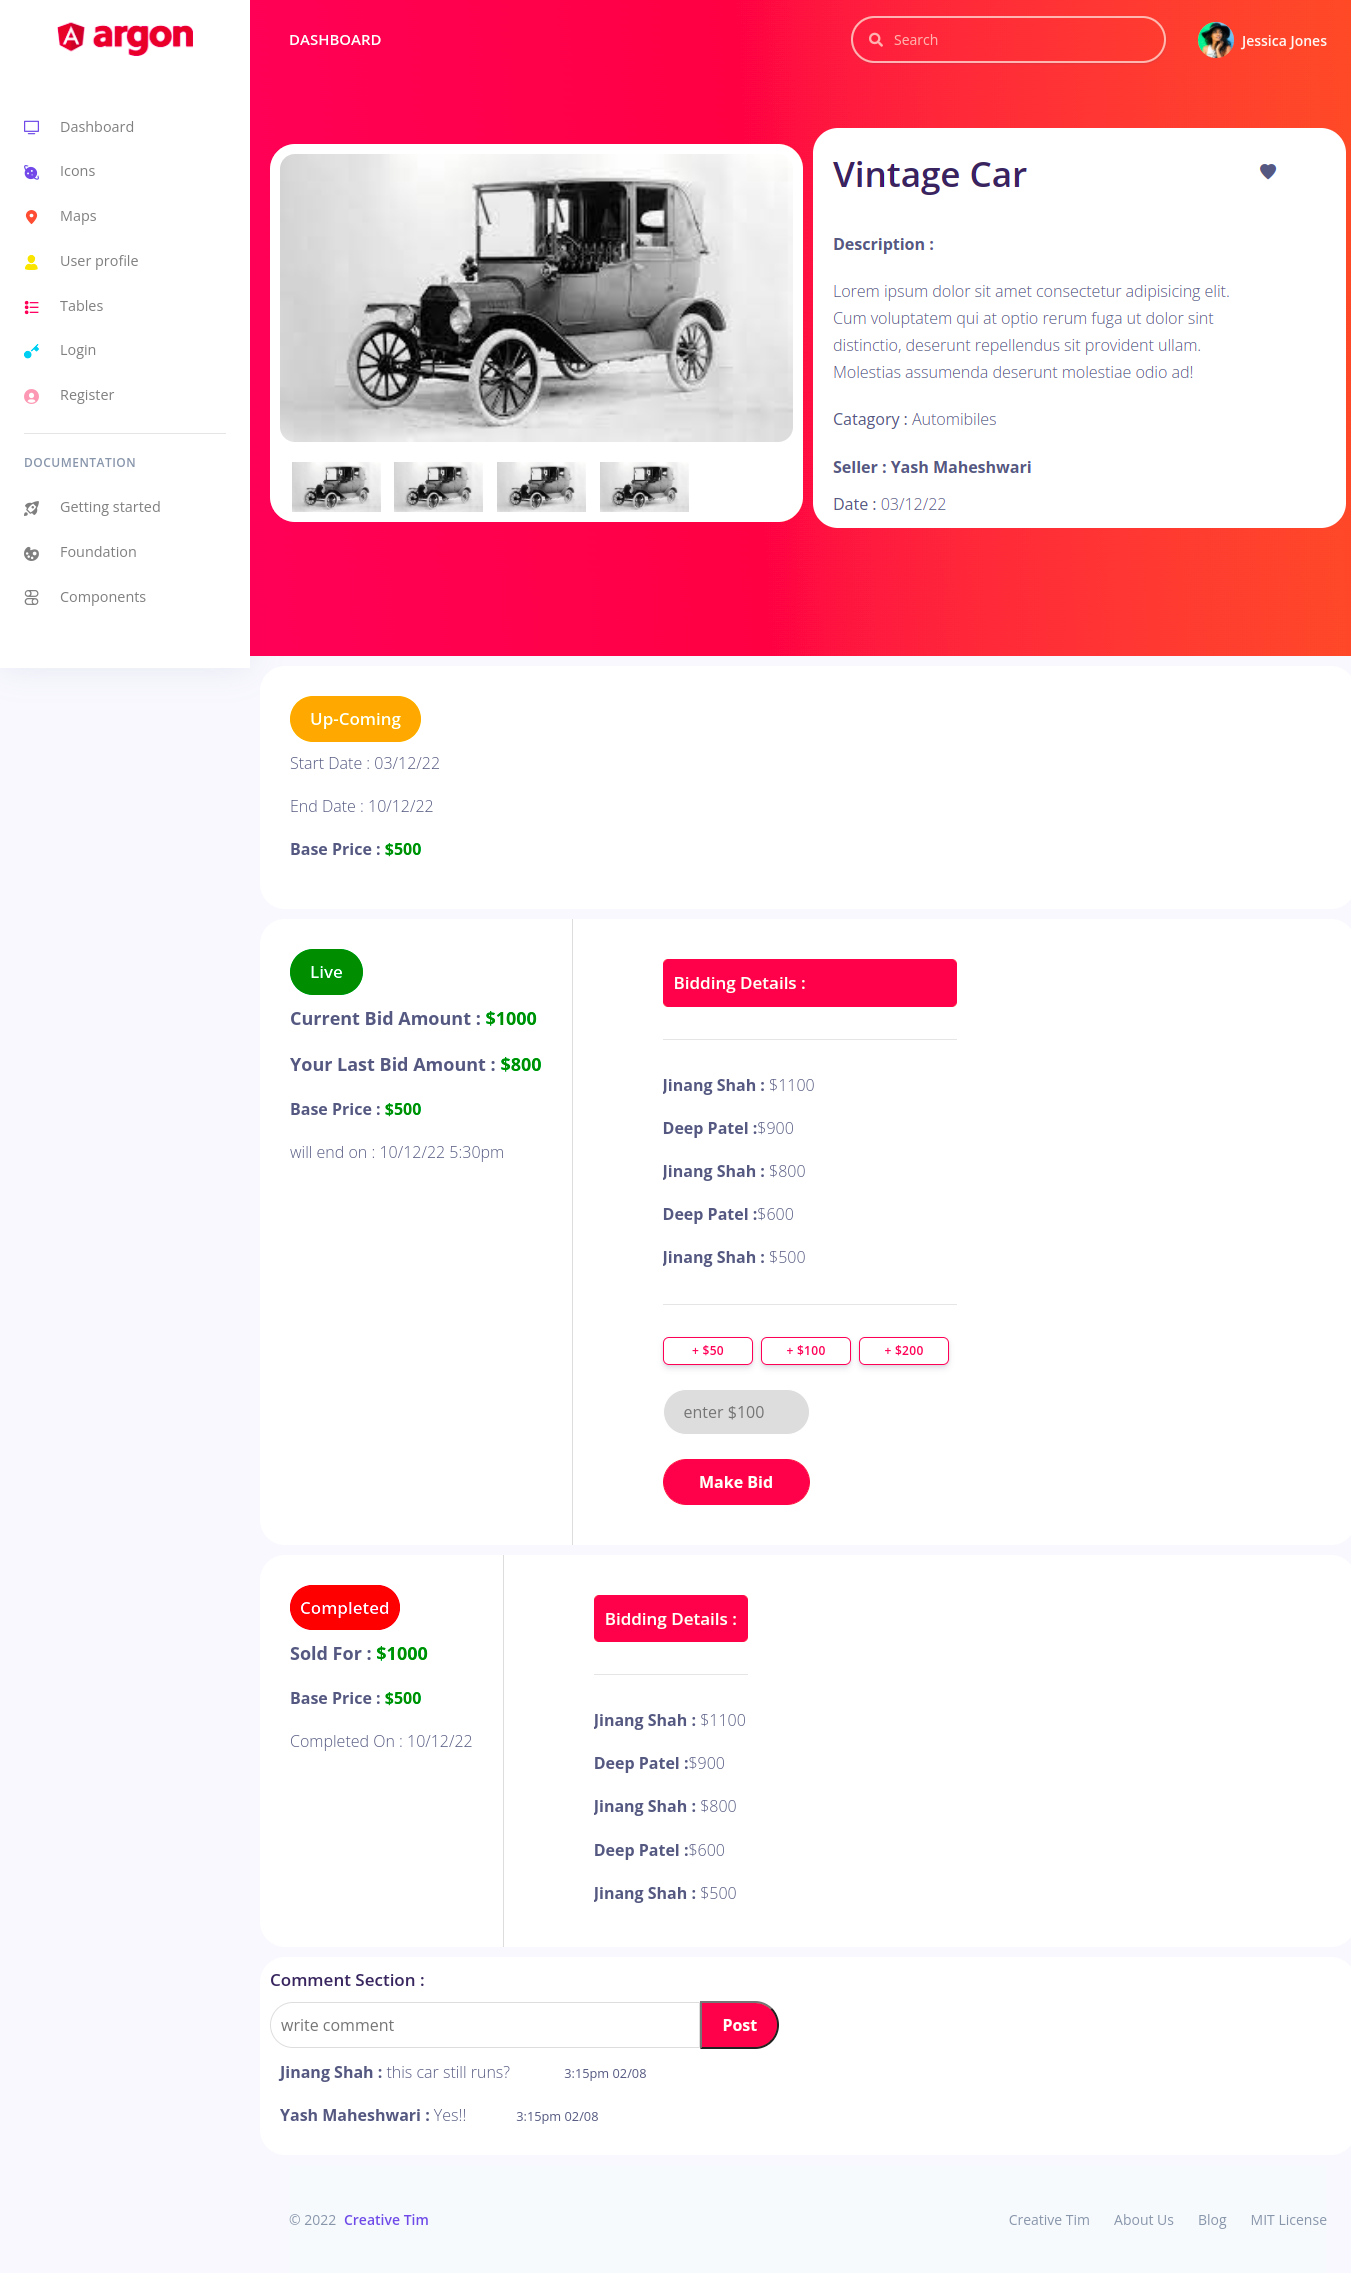 argon
Dashboard
Icons
Maps
User profile
Tables
Login
Register
DOCUMENTATION
Getting started
Foundation
Components
DASHBOARD
Search
Jessica Jones
Vintage Car
Description :
Lorem ipsum dolor sit amet consectetur adipisicing elit.
Cum voluptatem qui at optio rerum fuga ut dolor sint
distinctio, deserunt repellendus sit provident ullam.
Molestias assumenda deserunt molestiae odio ad!
Catagory : Automibiles
Seller : Yash Maheshwari
Date : 03/12/22
Up-Coming
Start Date : 03/12/22
End Date : 10/12/22
Base Price : $500
Live
Current Bid Amount : $1000
Your Last Bid Amount : $800
Base Price : $500
will end on : 10/12/22 5:30pm
Bidding Details :
Jinang Shah : $1100
Deep Patel :$900
Jinang Shah : $800
Deep Patel :$600
Jinang Shah : $500
+ $50 + $100 + $200
enter $100
Make Bid
Completed
Sold For : $1000
Base Price : $500
Completed On : 10/12/22
Bidding Details :
Jinang Shah : $1100
Deep Patel :$900
Jinang Shah : $800
Deep Patel :$600
Jinang Shah : $500
Comment Section :
write comment Post
Jinang Shah : this car still runs? 3:15pm 02/08
Yash Maheshwari : Yes!! 3:15pm 02/08
© 2022 Creative Tim
Creative Tim About Us Blog MIT License